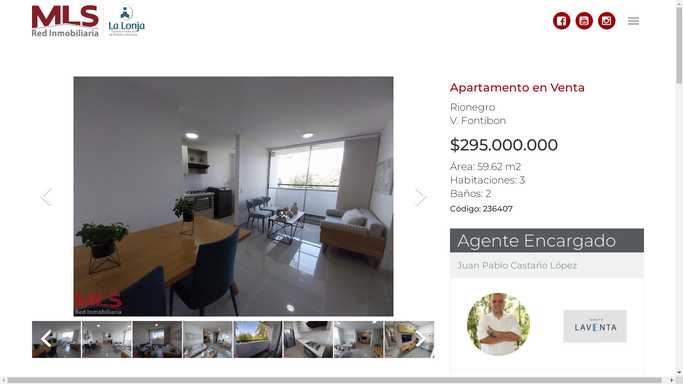 MLS
Red Inmobiliaria
La Lonja
Apartamento en Venta
Rionegro
V. Fontibon
$295.000.000
Área: 59.62 m2
Habitaciones: 3
Baños: 2
Código: 236407
Agente Encargado
Juan Pablo Castaño López
LAVENTA
MLS
Red Inmobiliaria